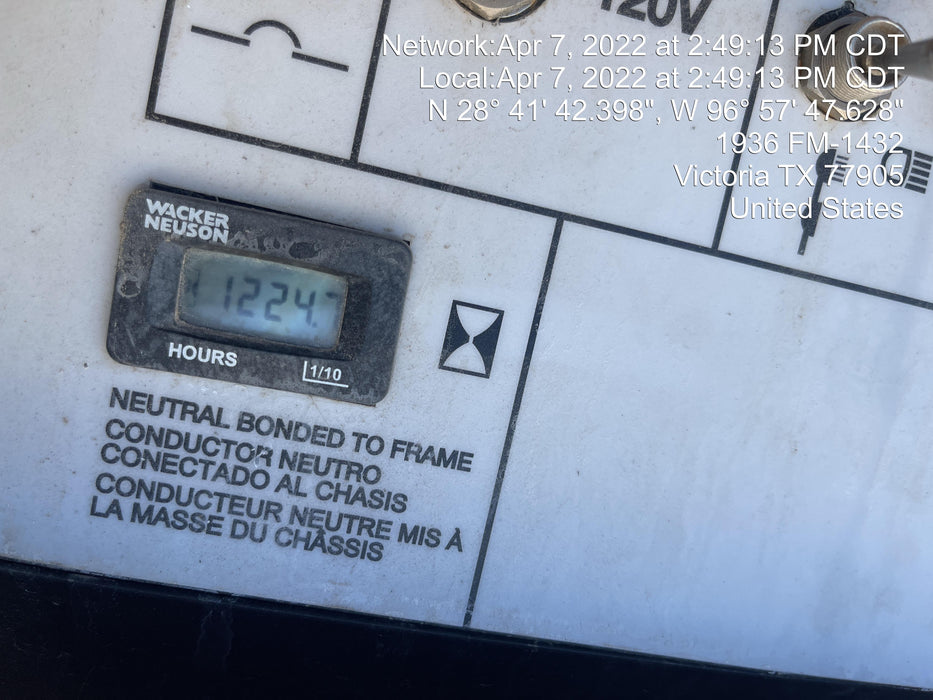 120V
Network:Apr 7, 2022 at 2:49:13 PM CDT
Local:Apr 7, 2022 at 2:49:13 PM CDT
N 28° 41' 42.398", W 96° 57' 47.628"
1936 FM-1432
Victoria TX 77905
United States
WACKER
NEUSON
HOURS
1/10
NEUTRAL BONDED TO FRAME
CONDUCTOR NEUTRO
CONECTADO AL CHASIS
CONDUCTEUR NEUTRE MIS À
LA MASSE DU CHÂSSIS